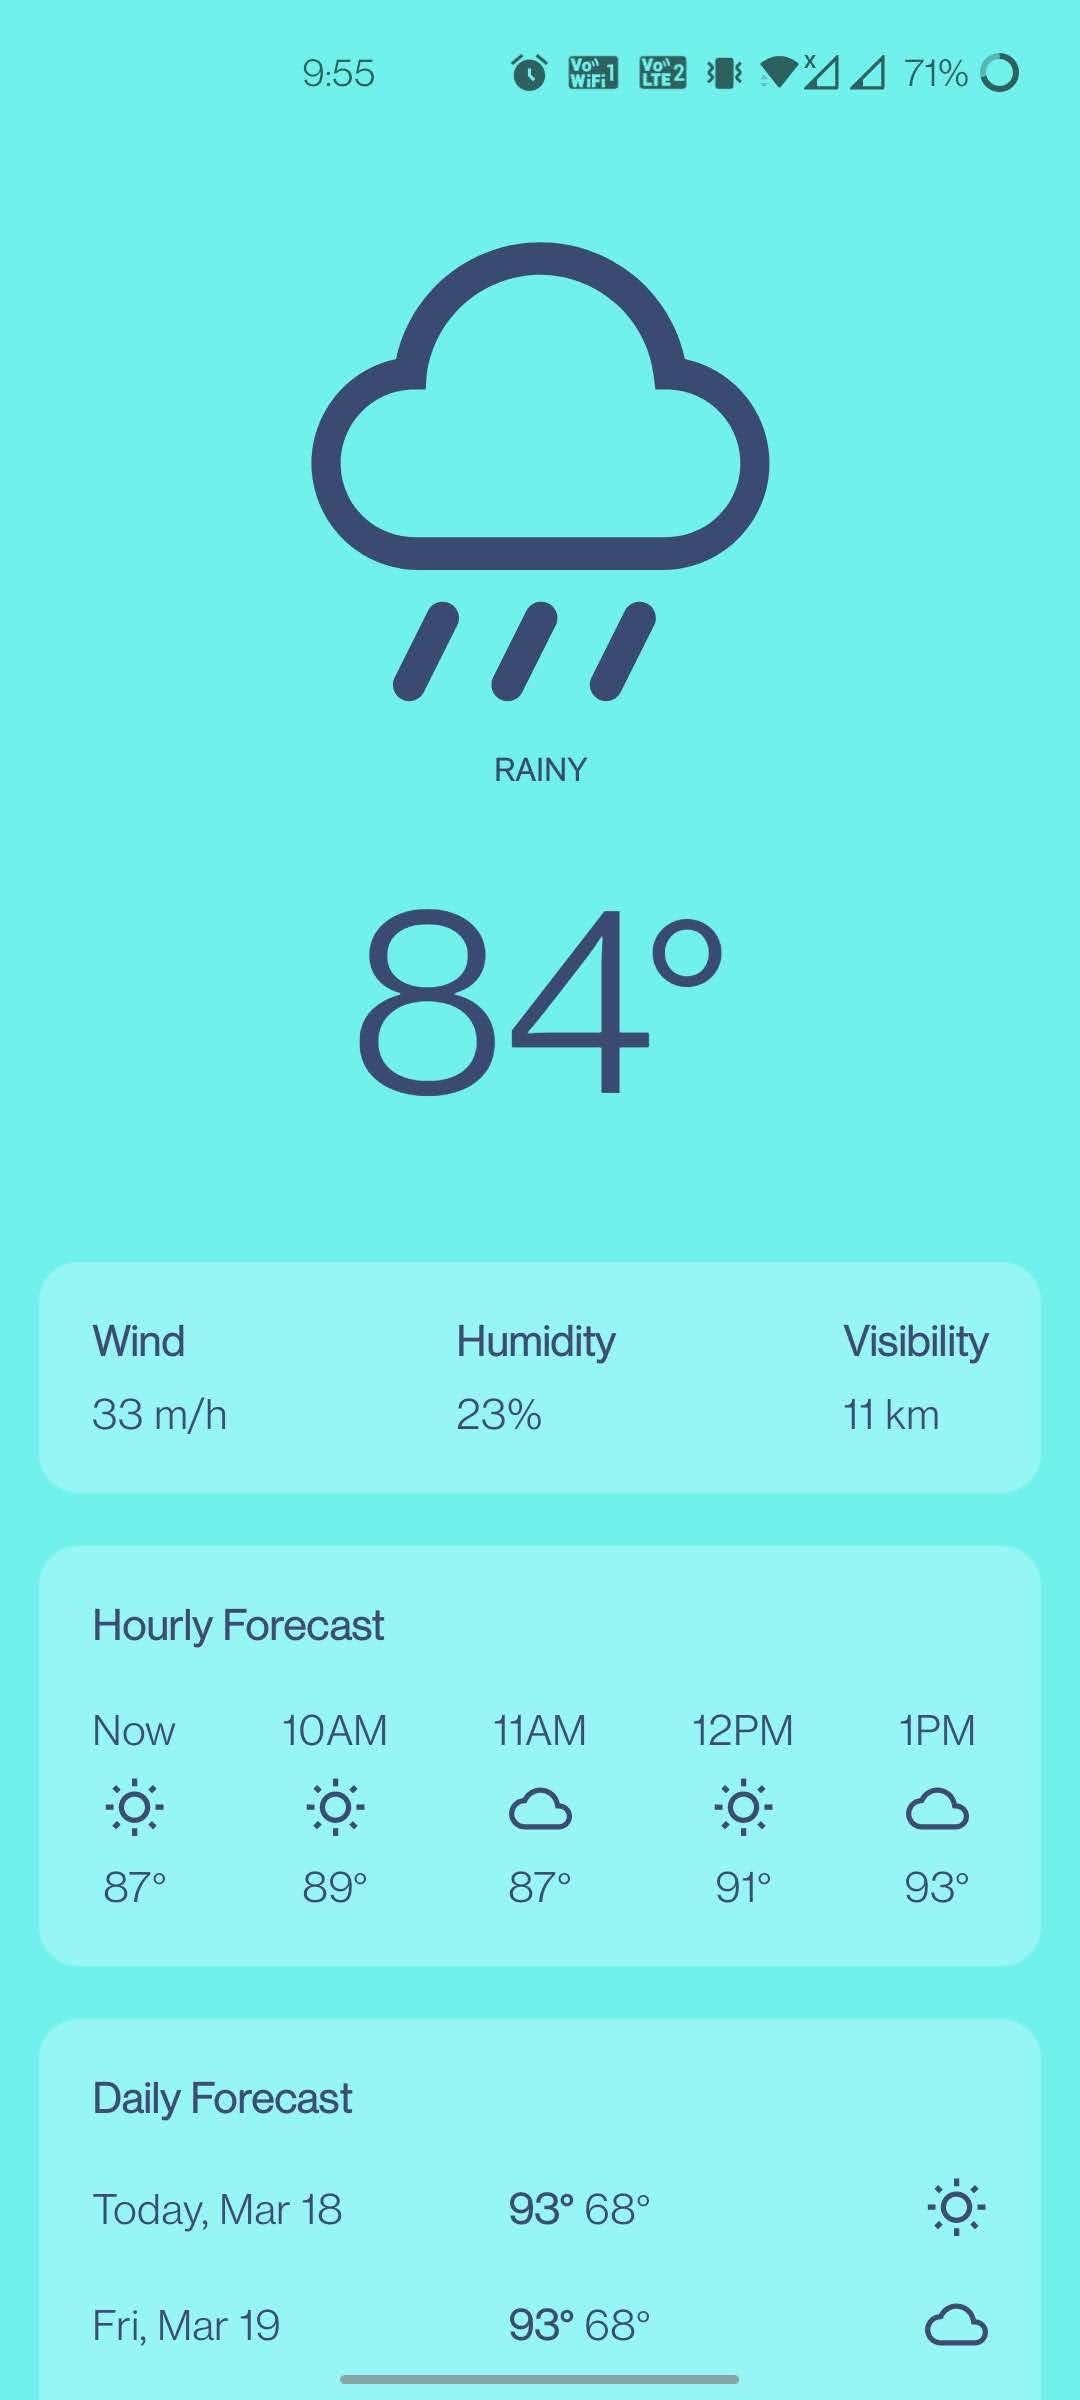 9:55 Vo)) WiFi 1 Vo)) LTE 2 x 71%
RAINY
84°
Wind Humidity Visibility
33 m/h 23% 11 km
Hourly Forecast
Now 10AM 11AM 12PM 1PM
87° 89° 87° 91° 93°
Daily Forecast
Today, Mar 18 93° 68°
Fri, Mar 19 93° 68°